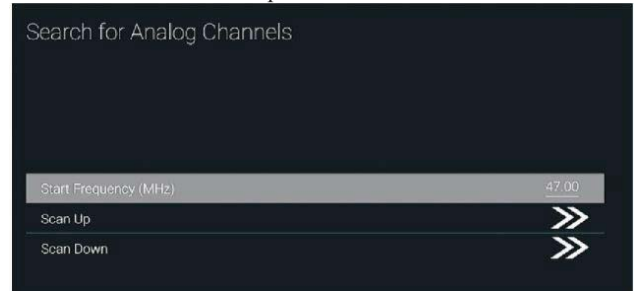 Search for Analog Channels
Start Frequency (MHz) 47.00
Scan Up
Scan Down